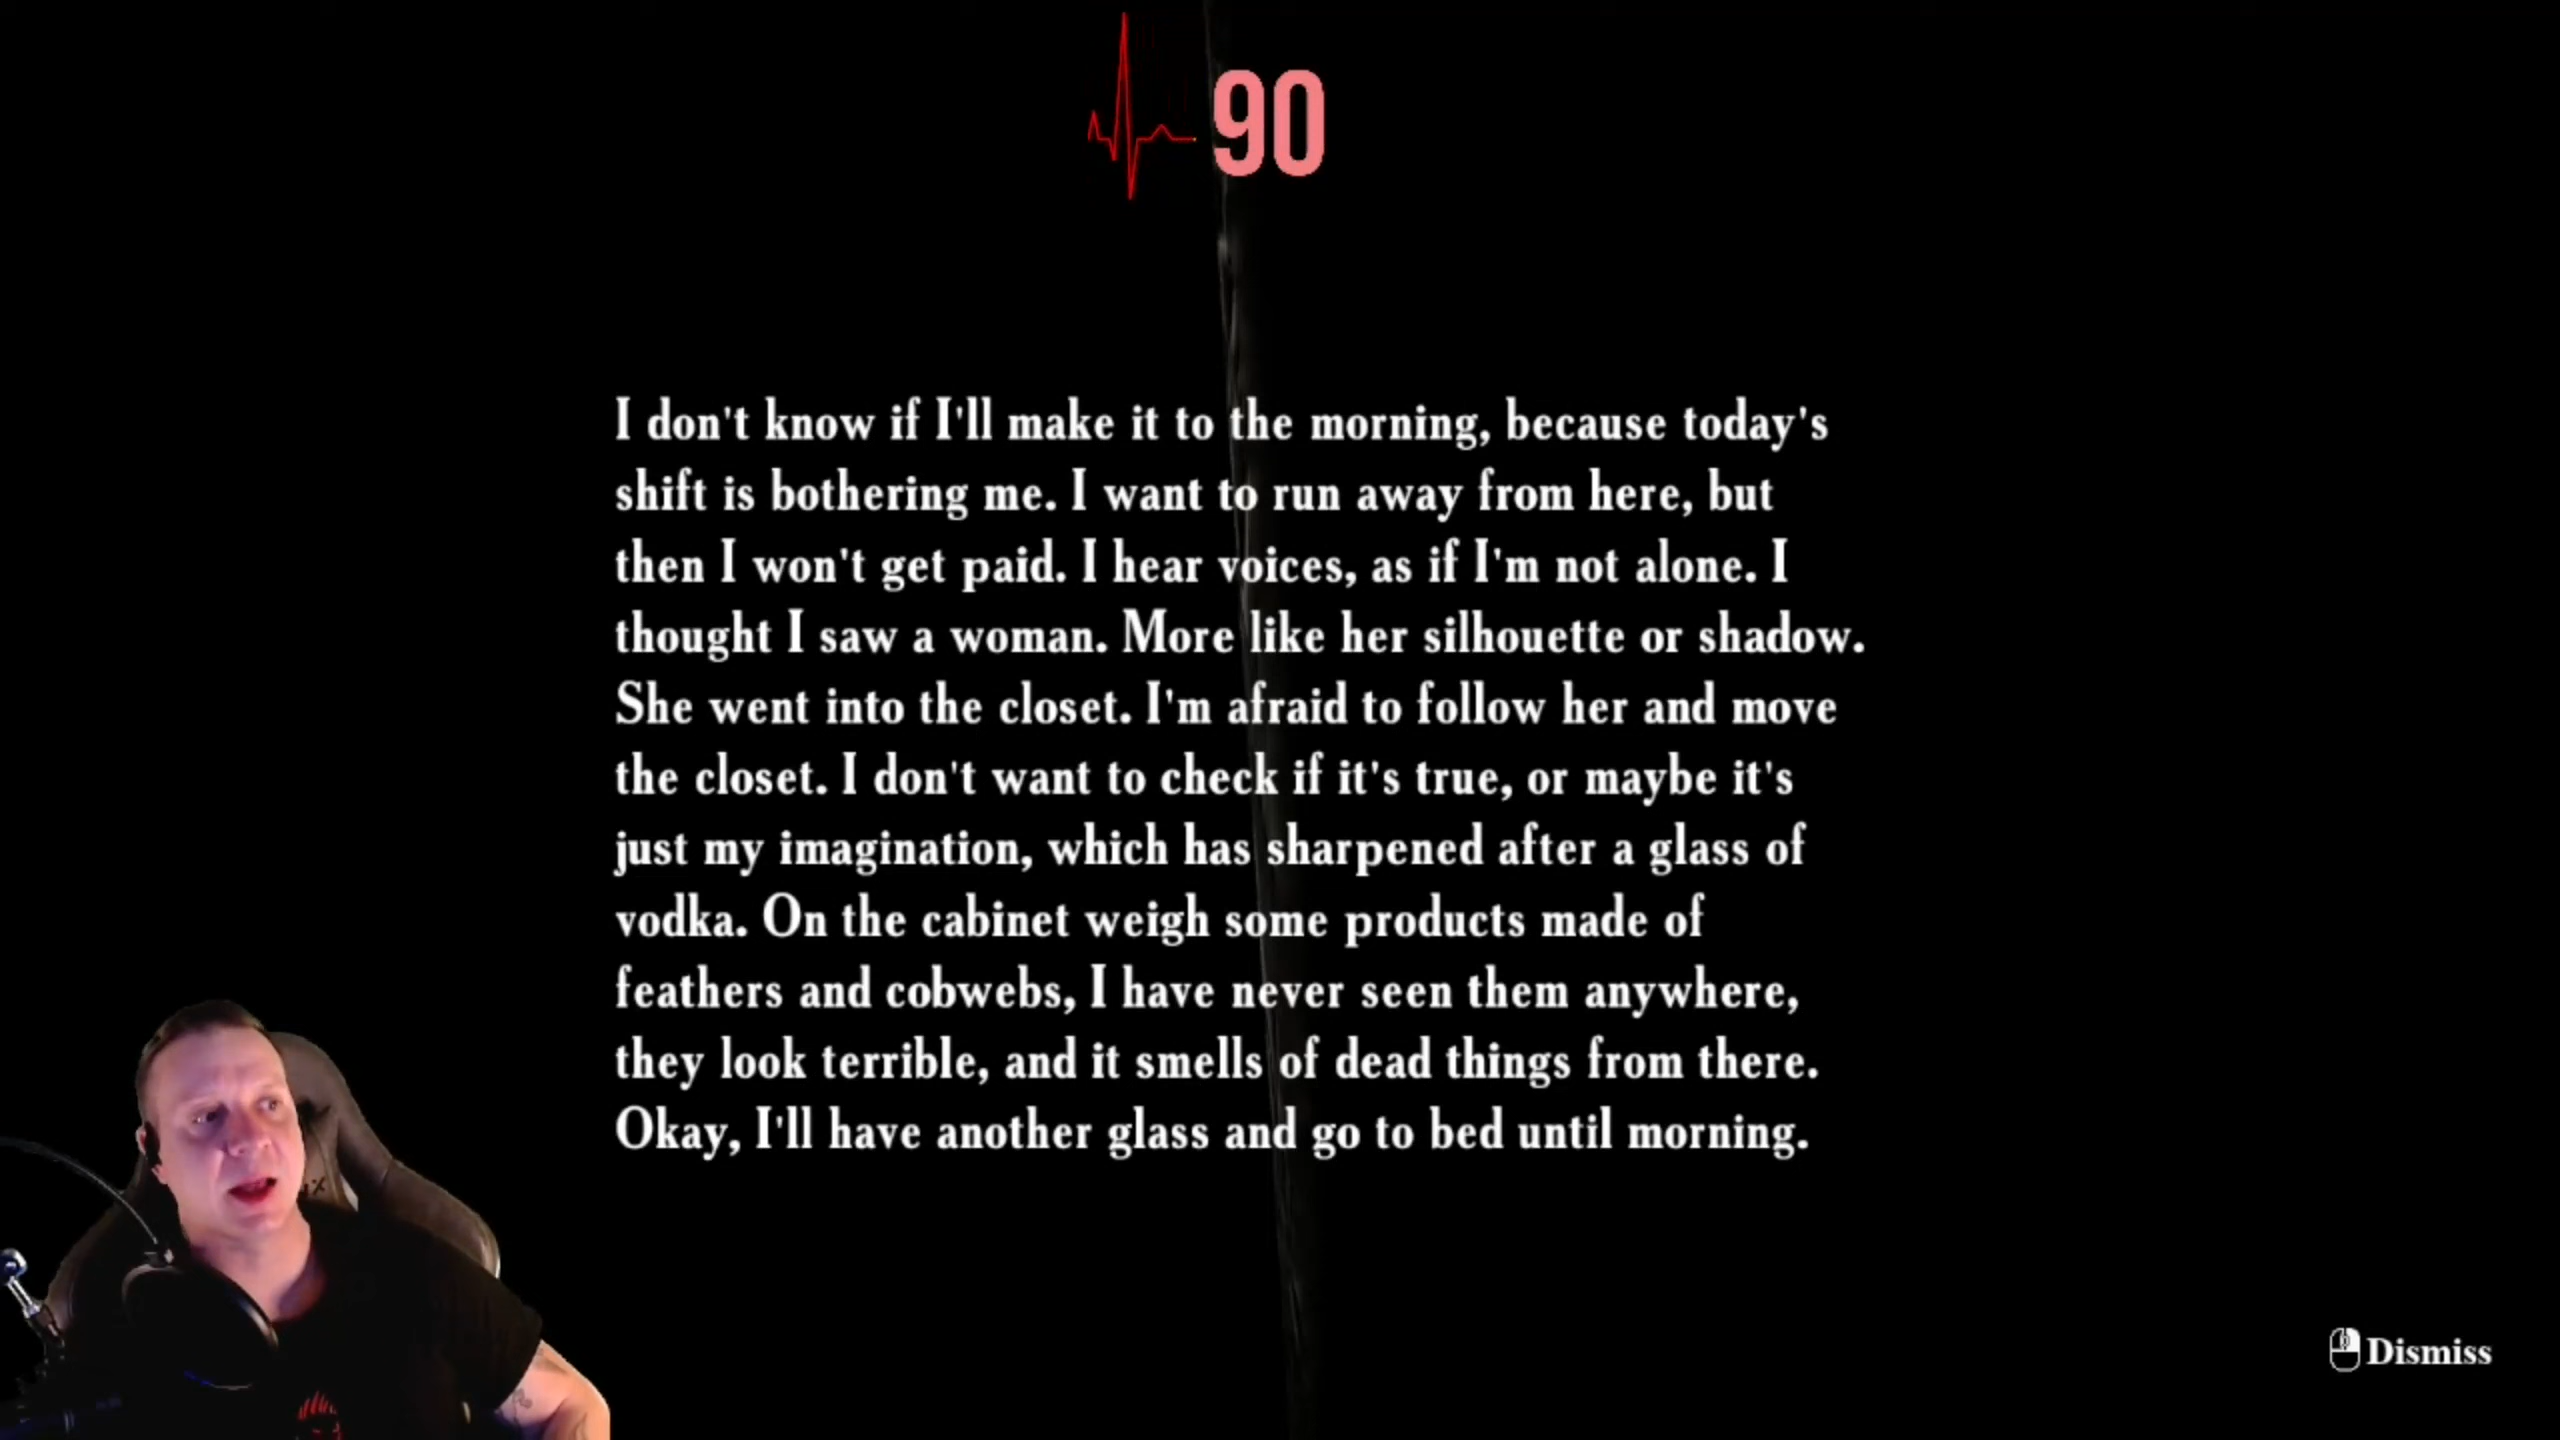 90
I don't know if I'll make it to the morning, because today's
shift is bothering me. I want to run away from here, but
then I won't get paid. I hear voices, as if I'm not alone. I
thought I saw a woman. More like her silhouette or shadow.
She went into the closet. I'm afraid to follow her and move
the closet. I don't want to check if it's true, or maybe it's
just my imagination, which has sharpened after a glass of
vodka. On the cabinet weigh some products made of
feathers and cobwebs, I have never seen them anywhere,
they look terrible, and it smells of dead things from there.
Okay, I'll have another glass and go to bed until morning.
Dismiss